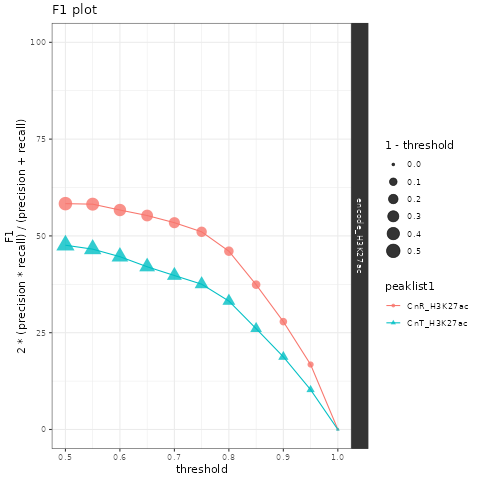 F1 plot
F1
2 * (precision * recall) / (precision + recall)
100
75
50
25
0
0.5 0.6 0.7 0.8 0.9 1.0
threshold
encode_H3K27ac
1 - threshold
0.0
0.1
0.2
0.3
0.4
0.5
peaklist1
CnR_H3K27ac
CnT_H3K27ac